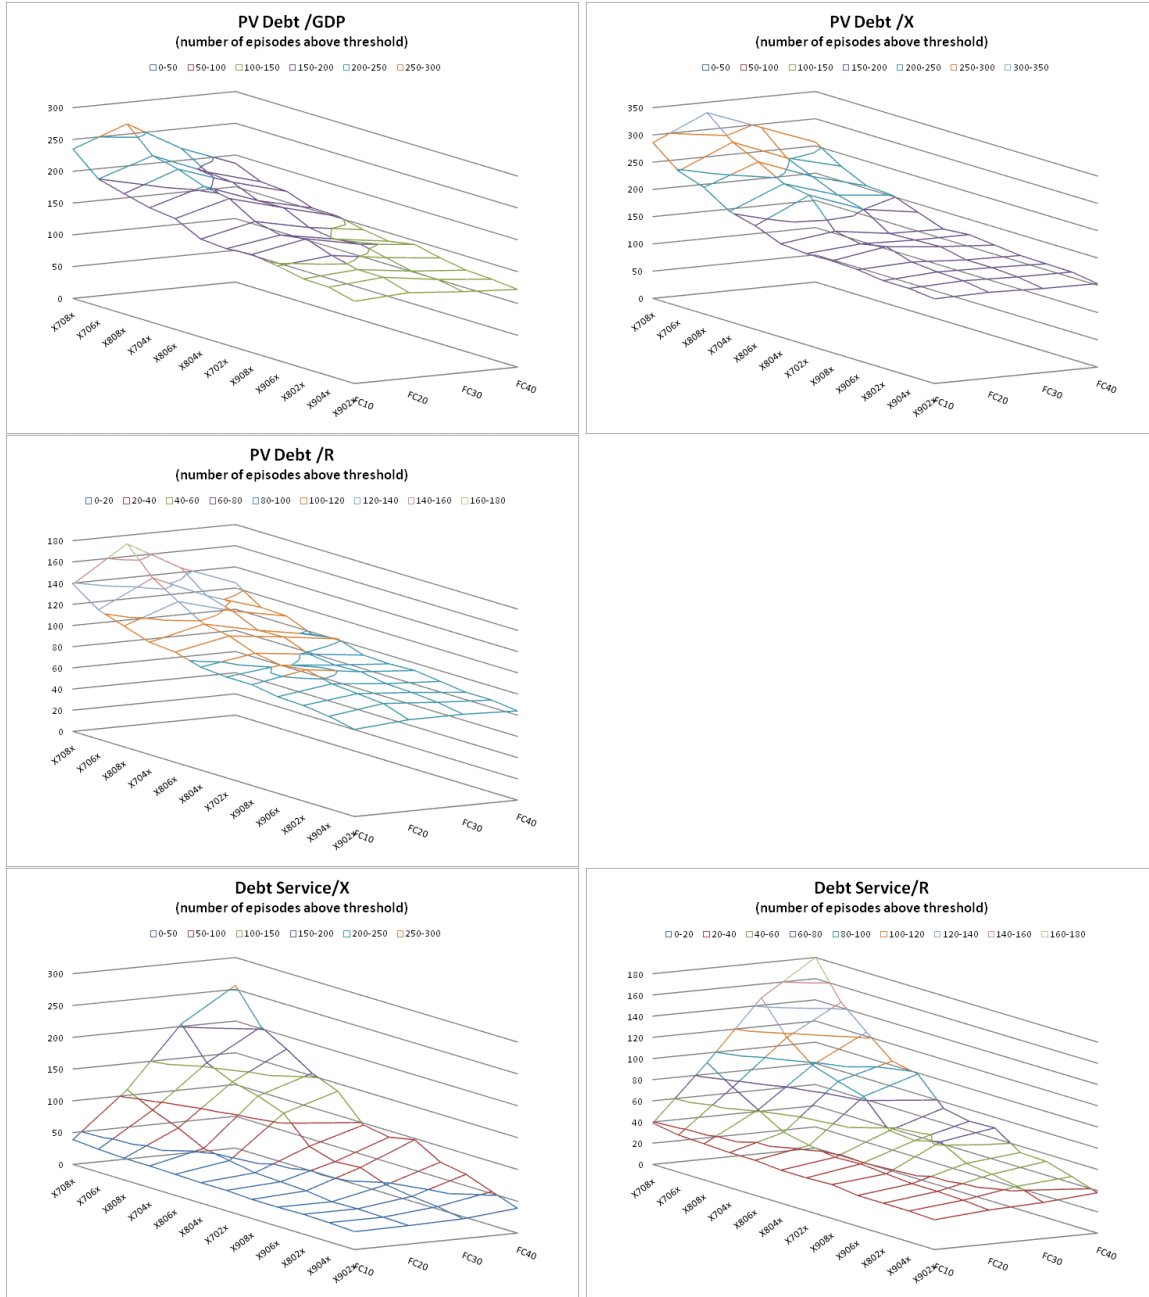 PV Debt /GDP
(number of episodes above threshold)
0-50 50-100 100-150 150-200 200-250 250-300
300
250
200
150
100
50
0
X708x
X706x
X808x
X704x
X806x
X804x
X702x
X908x
X906x
X802x
X904x
X902x
FC10
FC20
FC30
FC40
PV Debt /X
(number of episodes above threshold)
0-50 50-100 100-150 150-200 200-250 250-300 300-350
350
300
250
200
150
100
50
0
X708x
X706x
X808x
X704x
X806x
X804x
X702x
X908x
X906x
X802x
X904x
X902x
FC10
FC20
FC30
FC40
PV Debt /R
(number of episodes above threshold)
0-20 20-40 40-60 60-80 80-100 100-120 120-140 140-160 160-180
180
160
140
120
100
80
60
40
20
0
X708x
X706x
X808x
X704x
X806x
X804x
X702x
X908x
X906x
X802x
X904x
X902x
FC10
FC20
FC30
FC40
Debt Service/X
(number of episodes above threshold)
0-50 50-100 100-150 150-200 200-250 250-300
300
250
200
150
100
50
0
X708x
X706x
X808x
X704x
X806x
X804x
X702x
X908x
X906x
X802x
X904x
X902x
FC10
FC20
FC30
FC40
Debt Service/R
(number of episodes above threshold)
0-20 20-40 40-60 60-80 80-100 100-120 120-140 140-160 160-180
180
160
140
120
100
80
60
40
20
0
X708x
X706x
X808x
X704x
X806x
X804x
X702x
X908x
X906x
X802x
X904x
X902x
FC10
FC20
FC30
FC40